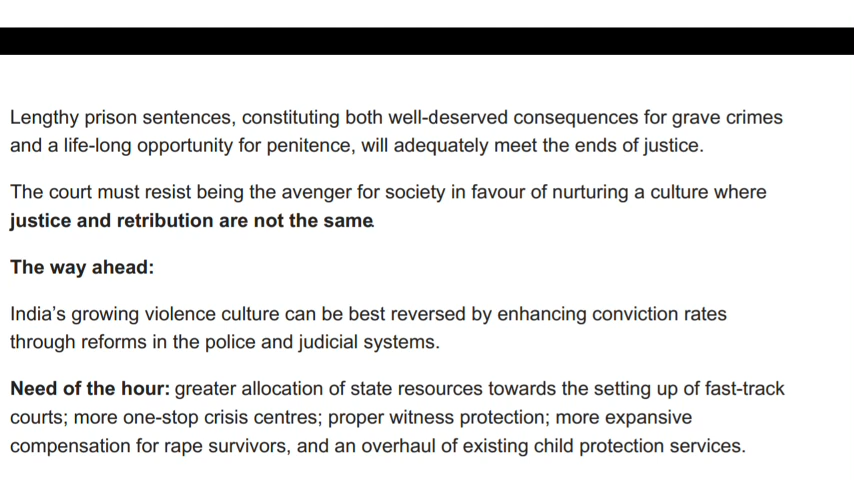 Lengthy prison sentences, constituting both well-deserved consequences for grave crimes
and a life-long opportunity for penitence, will adequately meet the ends of justice.
The court must resist being the avenger for society in favour of nurturing a culture where
justice and retribution are not the same.
The way ahead:
India's growing violence culture can be best reversed by enhancing conviction rates
through reforms in the police and judicial systems.
Need of the hour: greater allocation of state resources towards the setting up of fast-track
courts; more one-stop crisis centres; proper witness protection; more expansive
compensation for rape survivors, and an overhaul of existing child protection services.